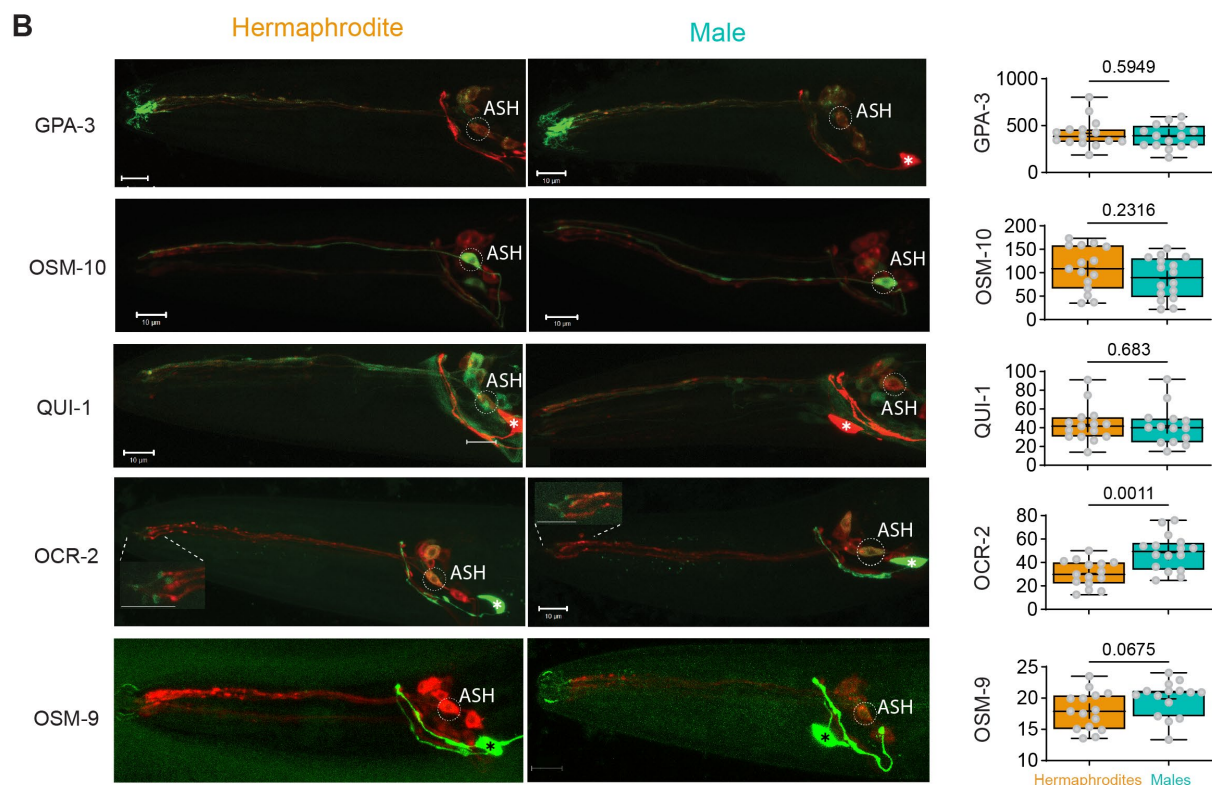 B
Hermaphrodite
Male
GPA-3
ASH
ASH
*
10 µm
GPA-3
1000
500
0
0.5949
OSM-10
ASH
ASH
10 µm
10 µm
OSM-10
200
150
100
50
0
0.2316
QUI-1
ASH
*
10 µm
ASH
*
QUI-1
100
80
60
40
20
0
0.683
OCR-2
ASH
*
ASH
*
10 µm
OCR-2
80
60
40
20
0
0.0011
OSM-9
ASH
*
ASH
*
OSM-9
25
20
15
10
0.0675
Hermaphrodites
Males